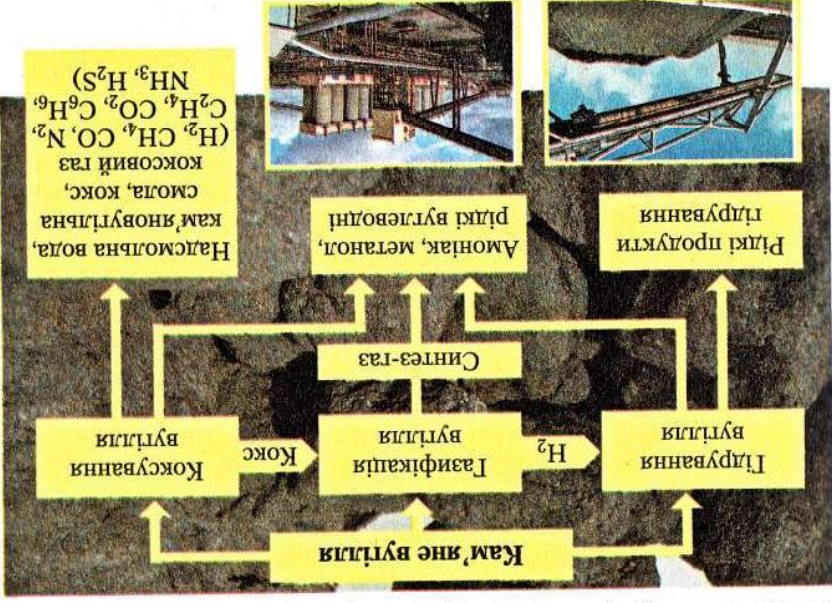 Кам’яне вугілля
Гідрування
вугілля
H₂
Газифікація
вугілля
Кокс
Коксування
вугілля
Синтез-газ
Рідкі продукти
гідрування
Амоніак, метанол,
рідкі вуглеводні
Надсмольна вода,
кам’яновугільна
смола, кокс,
коксовий газ
(H₂, CH₄, CO, N₂,
C₂H₄, CO₂, C₆H₆,
NH₃, H₂S)